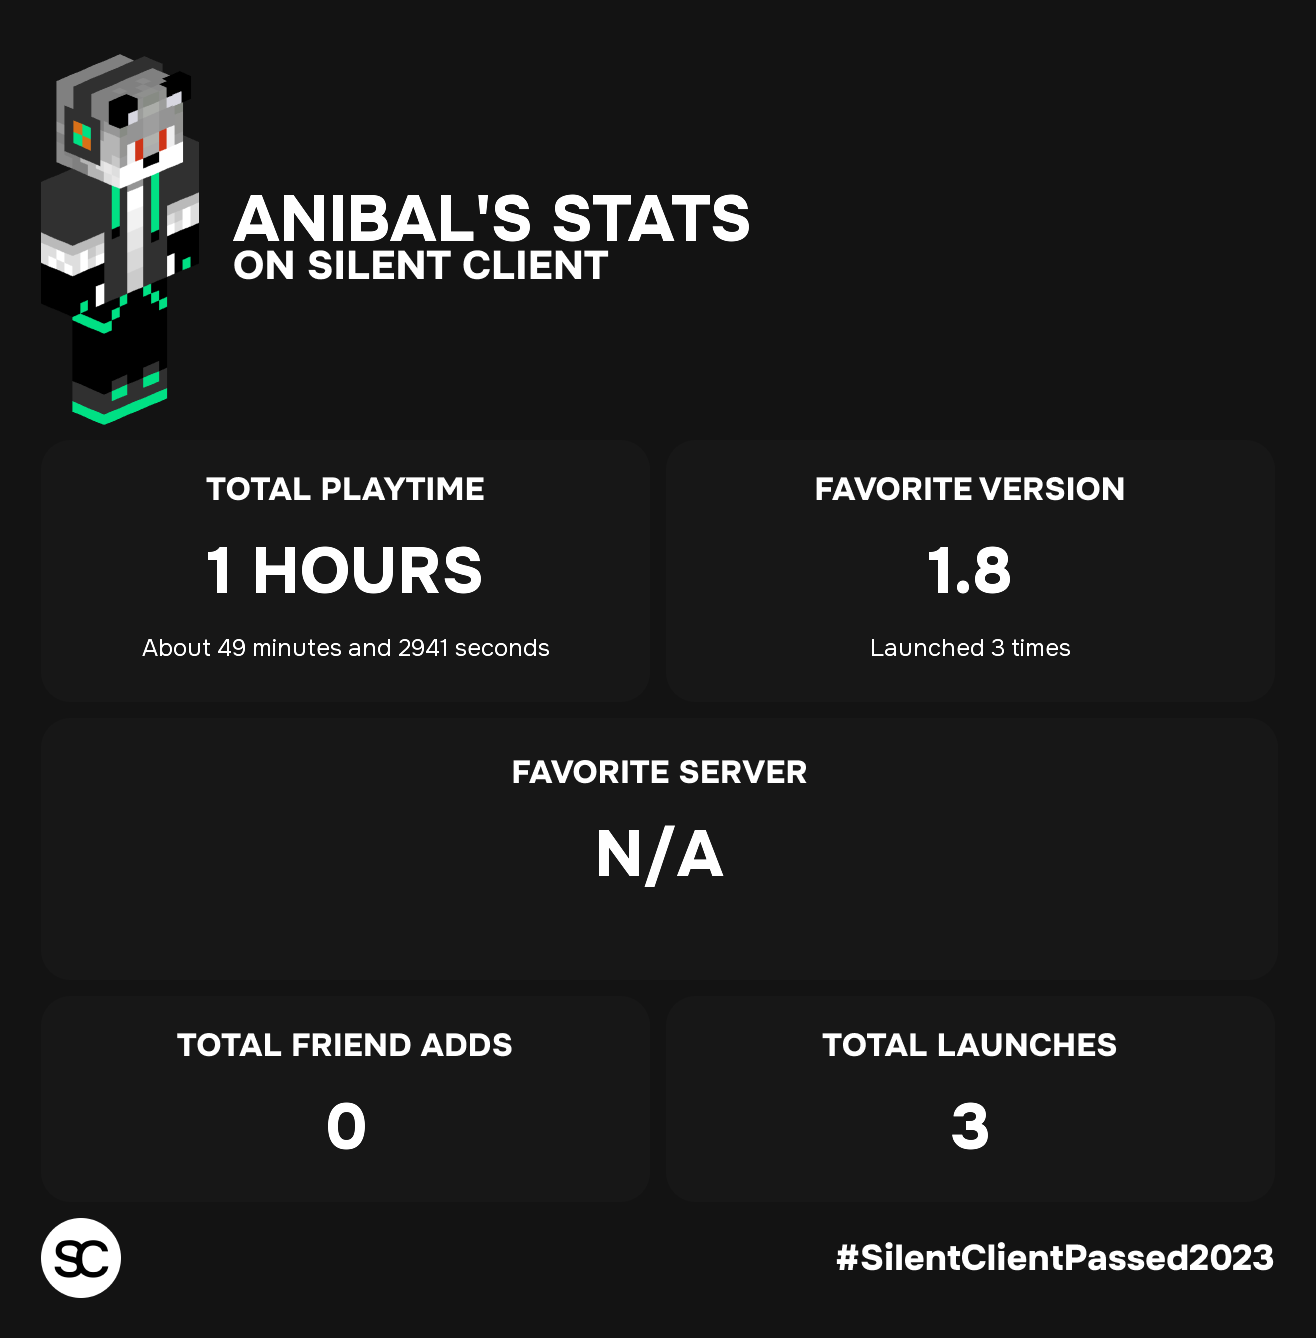 ANIBAL'S STATS
ON SILENT CLIENT
TOTAL PLAYTIME
1 HOURS
About 49 minutes and 2941 seconds
FAVORITE VERSION
1.8
Launched 3 times
FAVORITE SERVER
N/A
TOTAL FRIEND ADDS
0
TOTAL LAUNCHES
3
SC
#SilentClientPassed2023